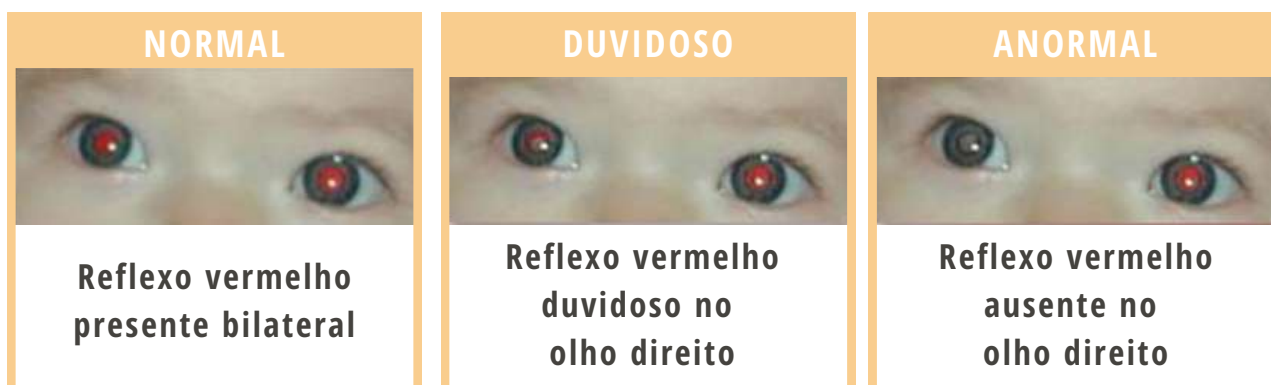 NORMAL
Reflexo vermelho
presente bilateral
DUVIDOSO
Reflexo vermelho
duvidoso no
olho direito
ANORMAL
Reflexo vermelho
ausente no
olho direito